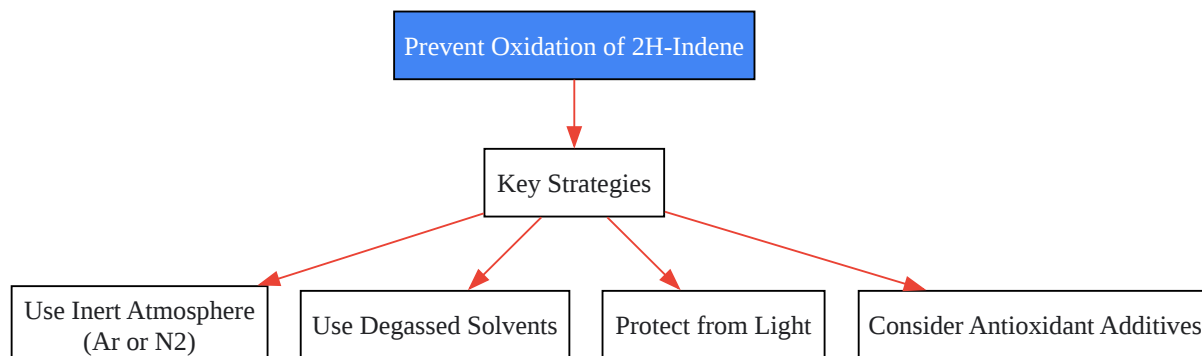 Prevent Oxidation of 2H-Indene
Key Strategies
Use Inert Atmosphere
(Ar or N2)
Use Degassed Solvents
Protect from Light
Consider Antioxidant Additives